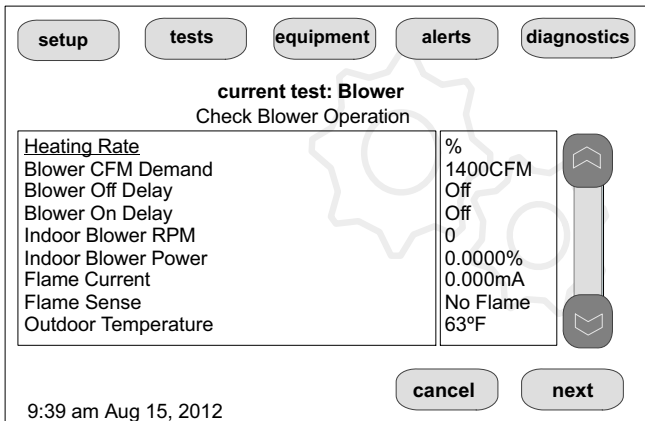 setup tests equipment alerts diagnostics
current test: Blower
Check Blower Operation
Heating Rate %
Blower CFM Demand 1400CFM
Blower Off Delay Off
Blower On Delay Off
Indoor Blower RPM 0
Indoor Blower Power 0.0000%
Flame Current 0.000mA
Flame Sense No Flame
Outdoor Temperature 63ºF
cancel next
9:39 am Aug 15, 2012